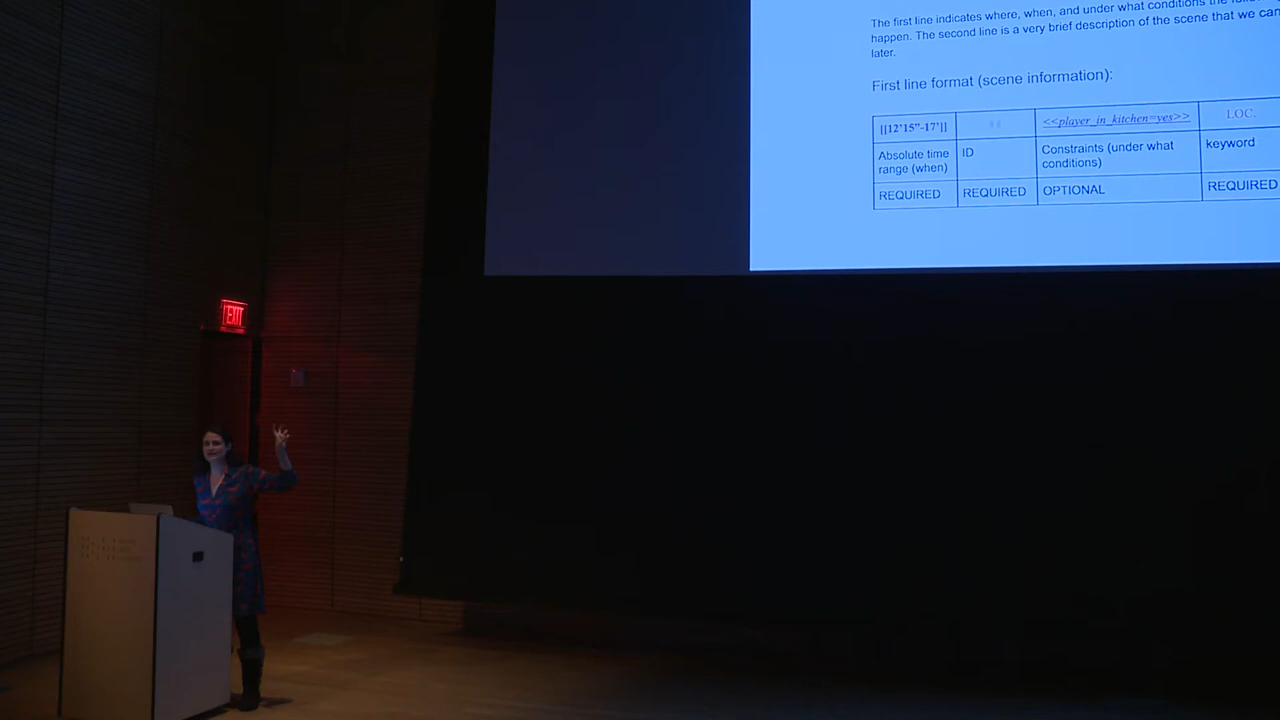 The first line indicates where, when, and under what conditions the
happen. The second line is a very brief description of the scene that we can
later.
First line format (scene information):
[[12'15"-17']] <<player_in_kitchen=yes>> LOC.
Absolute time range (when) ID Constraints (under what conditions) keyword
REQUIRED REQUIRED OPTIONAL REQUIRED
EXIT